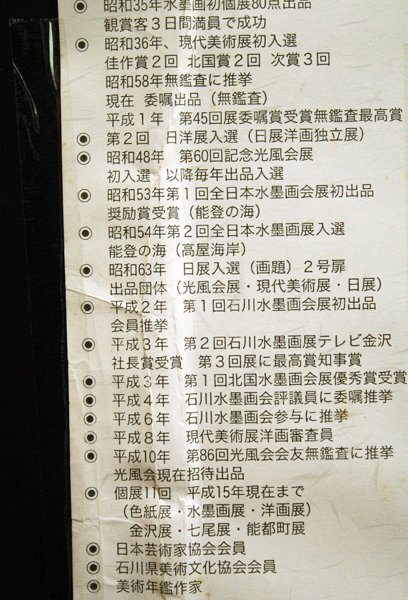 ◉ 昭和35年水墨画初個展80点出品
観賞客３日間満員で成功
◉ 昭和36年、現代美術展初入選
佳作賞２回 北国賞２回 次賞３回
昭和58年無鑑査に推挙
現在 委嘱出品（無鑑査）
平成１年 第45回展委嘱賞受賞無鑑査最高賞
◉ 第２回 日洋展入選（日展洋画独立展）
◉ 昭和48年 第60回記念光風会展
初入選 以降毎年出品入選
◉ 昭和53年第１回全日本水墨画会展初出品
奨励賞受賞（能登の海）
◉ 昭和54年第２回全日本水墨画展入選
能登の海（高屋海岸）
◉ 昭和63年 日展入選（画題）２号扉
出品団体（光風会展・現代美術展・日展）
◉ 平成２年 第１回石川水墨画会展初出品
会員推挙
◉ 平成３年 第２回石川水墨画展テレビ金沢
社長賞受賞 第３回展に最高賞知事賞
◉ 平成３年 第１回北国水墨画会展優秀賞受賞
◉ 平成４年 石川水墨画会評議員に委嘱推挙
◉ 平成６年 石川水墨画会参与に推挙
◉ 平成８年 現代美術展洋画審査員
◉ 平成10年 第86回光風会会友無鑑査に推挙
光風会現在招待出品
◉ 個展11回 平成15年現在まで
（色紙展・水墨画展・洋画展）
金沢展・七尾展・能都町展
◉ 日本芸術家協会会員
◉ 石川県美術文化協会会員
◉ 美術年鑑作家